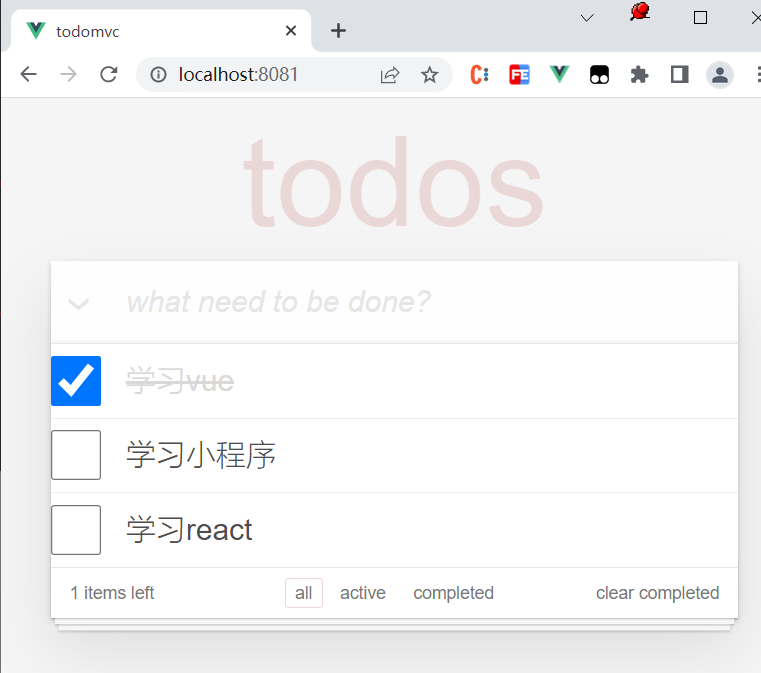 todomvc
localhost:8081
todos
what need to be done?
学习vue
学习小程序
学习react
1 items left all active completed clear completed